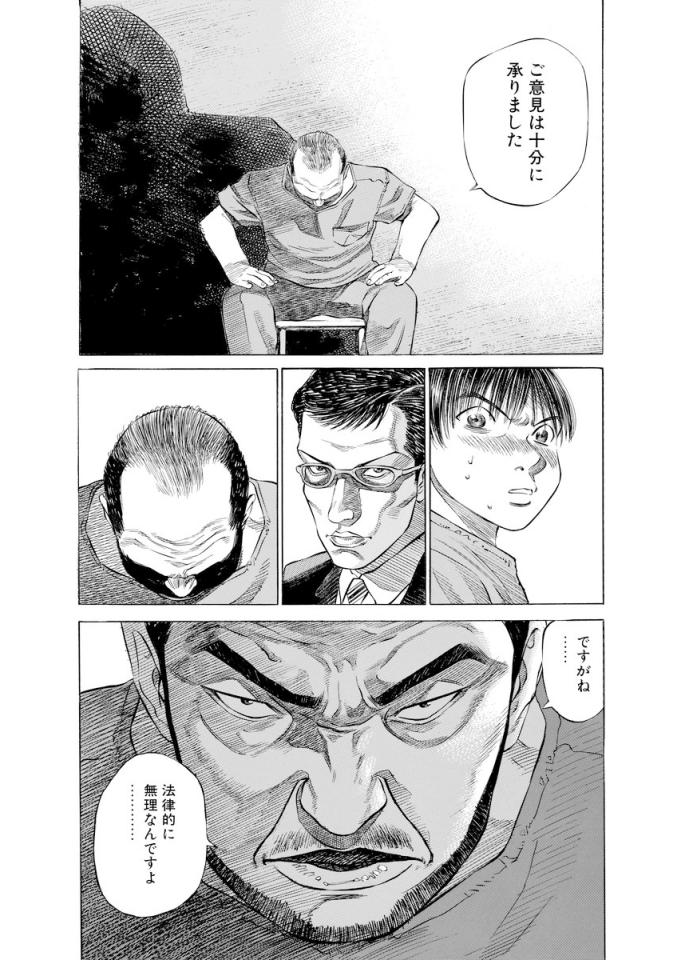 ご意見は十分に
承りました
ですがね
……
法律的に
無理なんですよ
…………